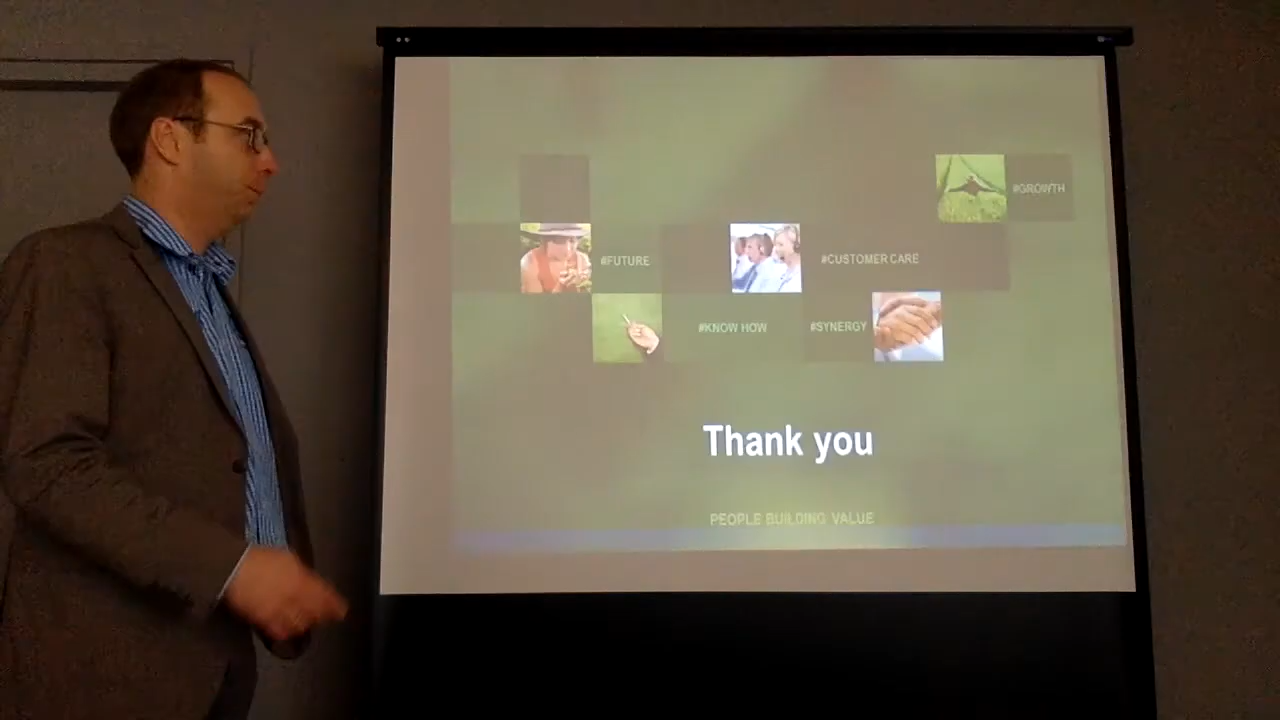 #GROWTH
#FUTURE
#CUSTOMER CARE
#KNOW HOW
#SYNERGY
Thank you
PEOPLE BUILDING VALUE